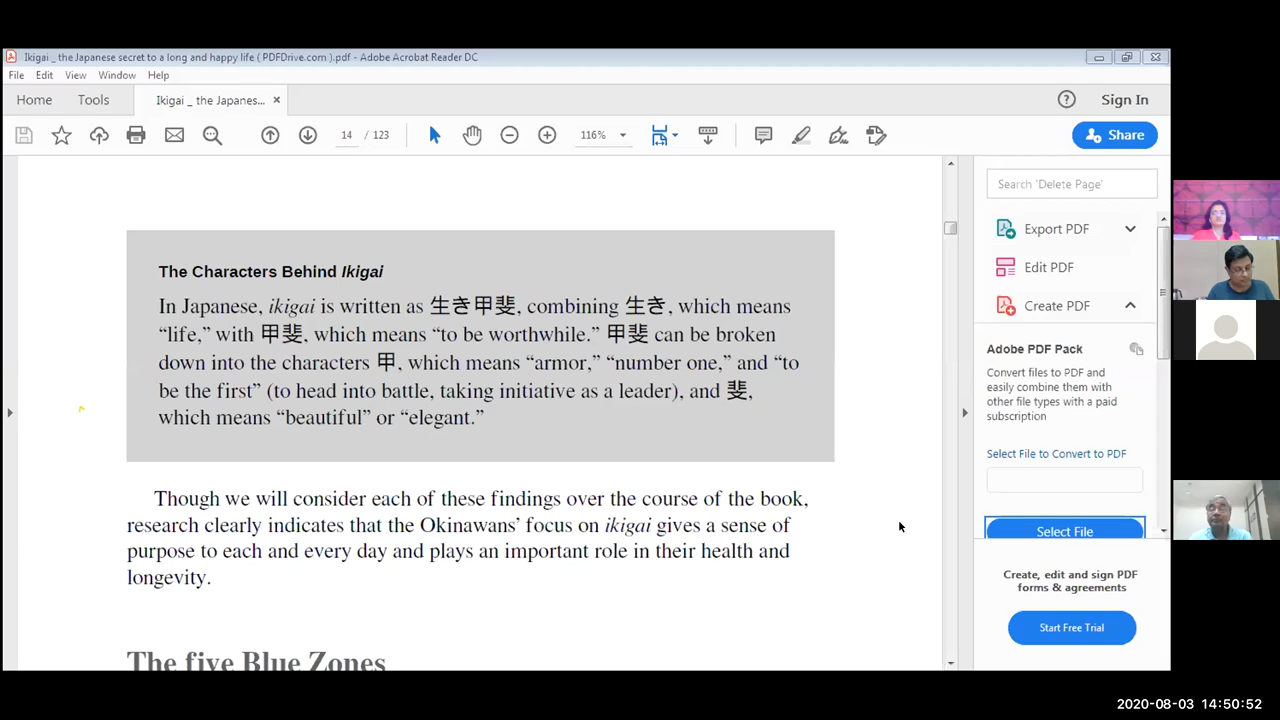 Ikigai _ the Japanese secret to a long and happy life ( PDFDrive.com ).pdf - Adobe Acrobat Reader DC
File Edit View Window Help
Home Tools Ikigai _ the Japanes... × Sign In
14 / 123 116% Share
Search 'Delete Page'
Export PDF
Edit PDF
Create PDF
Adobe PDF Pack
Convert files to PDF and
easily combine them with
other file types with a paid
subscription
Select File to Convert to PDF
Select File
Create, edit and sign PDF
forms & agreements
Start Free Trial
The Characters Behind Ikigai
In Japanese, ikigai is written as 生き甲斐, combining 生き, which means
“life,” with 甲斐, which means “to be worthwhile.” 甲斐 can be broken
down into the characters 甲, which means “armor,” “number one,” and “to
be the first” (to head into battle, taking initiative as a leader), and 斐,
which means “beautiful” or “elegant.”
Though we will consider each of these findings over the course of the book,
research clearly indicates that the Okinawans’ focus on ikigai gives a sense of
purpose to each and every day and plays an important role in their health and
longevity.
The five Blue Zones
2020-08-03 14:50:52